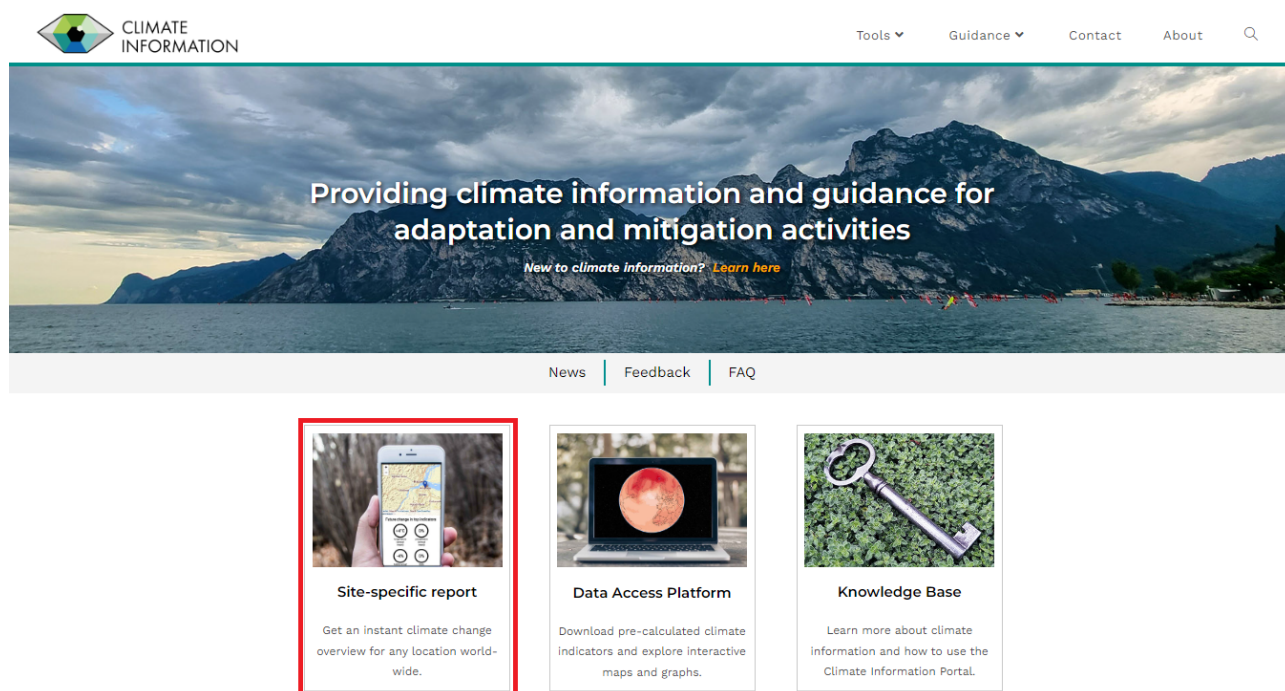 CLIMATE
INFORMATION
Tools
Guidance
Contact
About
Providing climate information and guidance for
adaptation and mitigation activities
New to climate information? Learn here
News
Feedback
FAQ
Site-specific report
Get an instant climate change
overview for any location world-
wide.
Data Access Platform
Download pre-calculated climate
indicators and explore interactive
maps and graphs.
Knowledge Base
Learn more about climate
information and how to use the
Climate Information Portal.